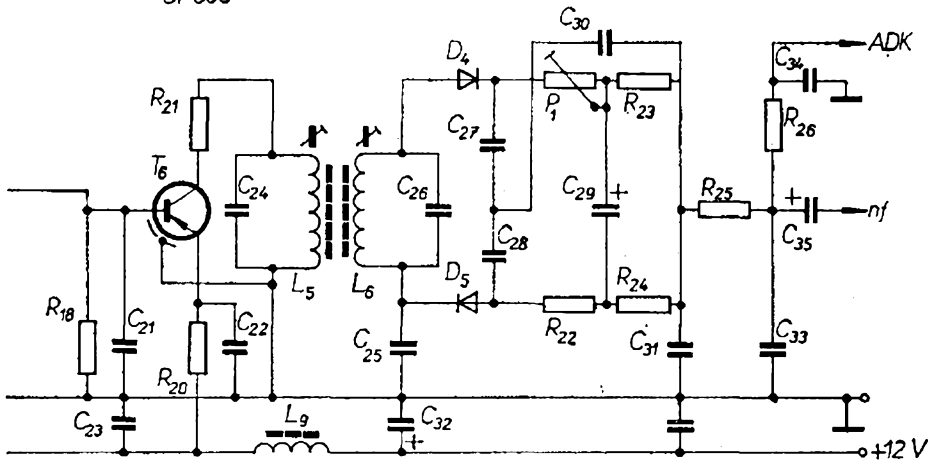 C30
ADK
D4
C34
R21
P1
R23
R26
C27
T6
C24
C26
C29
+
R25
+
nf
C28
C35
L5
L6
D5
R24
R18
C21
C22
R22
C31
C33
C25
R20
C23
L9
C32
+
+12 V